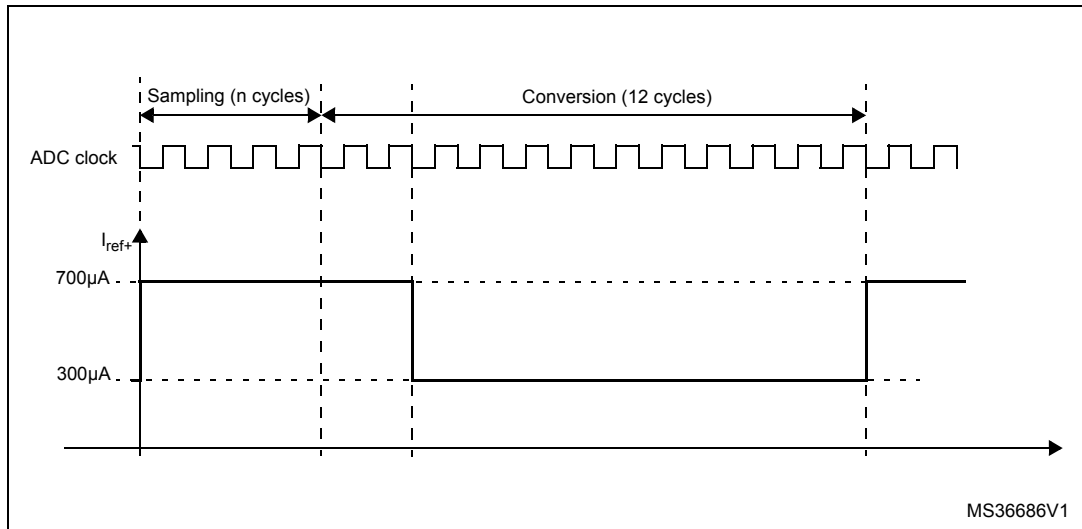 Sampling (n cycles)
Conversion (12 cycles)
ADC clock
Iref+
700µA
300µA
MS36686V1